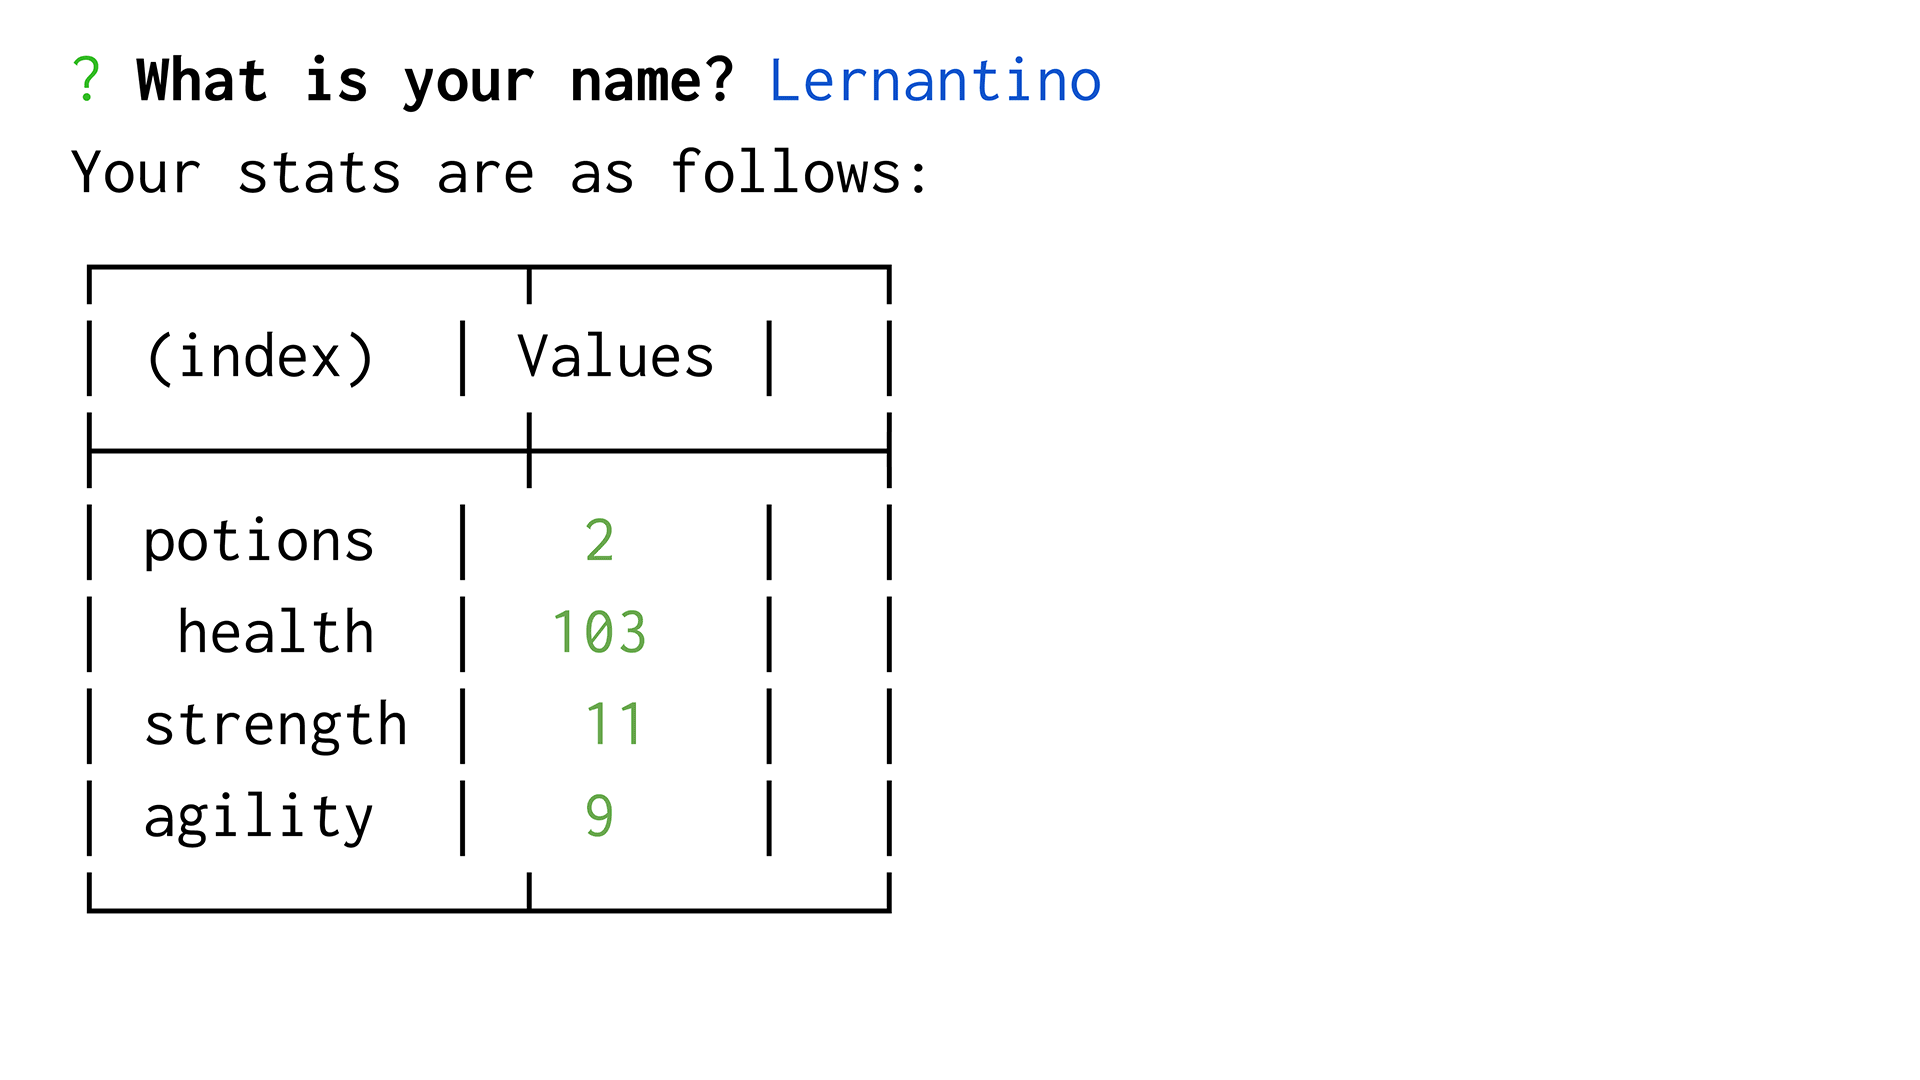 ? What is your name? Lernantino
Your stats are as follows:
(index) | Values |
potions | 2 |
health | 103 |
strength | 11 |
agility | 9 |